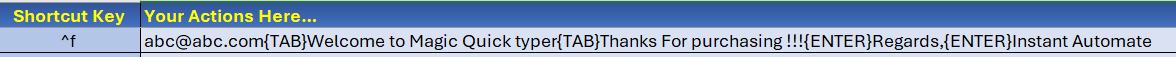 Shortcut Key Your Actions Here...
^f abc@abc.com{TAB}Welcome to Magic Quick typer{TAB}Thanks For purchasing !!!{ENTER}Regards,{ENTER}Instant Automate